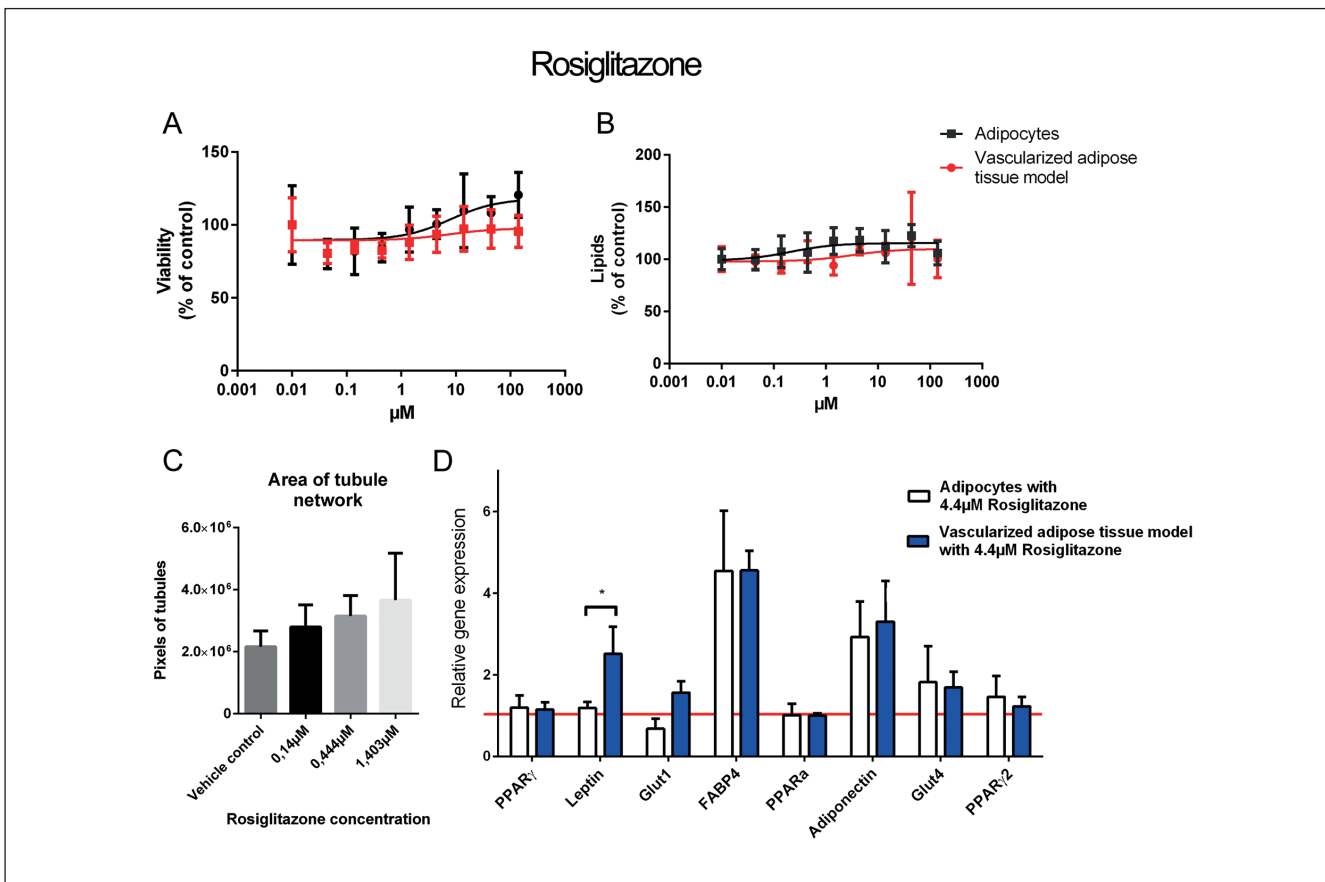 Rosiglitazone
A
Viability
(% of control)
150
100
50
0
0.001 0.01 0.1 1 10 100 1000
µM
B
Lipids
(% of control)
200
150
100
50
0
0.001 0.01 0.1 1 10 100 1000
µM
Adipocytes
Vascularized adipose
tissue model
C
Area of tubule
network
Pixels of tubules
6.0×10⁶
4.0×10⁶
2.0×10⁶
0
Vehicle control 0,14µM 0,444µM 1,403µM
Rosiglitazone concentration
D
Relative gene expression
6
4
2
0
*
Adipocytes with
4.4µM Rosiglitazone
Vascularized adipose tissue model
with 4.4µM Rosiglitazone
PPARγ Leptin Glut1 FABP4 PPARa Adiponectin Glut4 PPARγ2